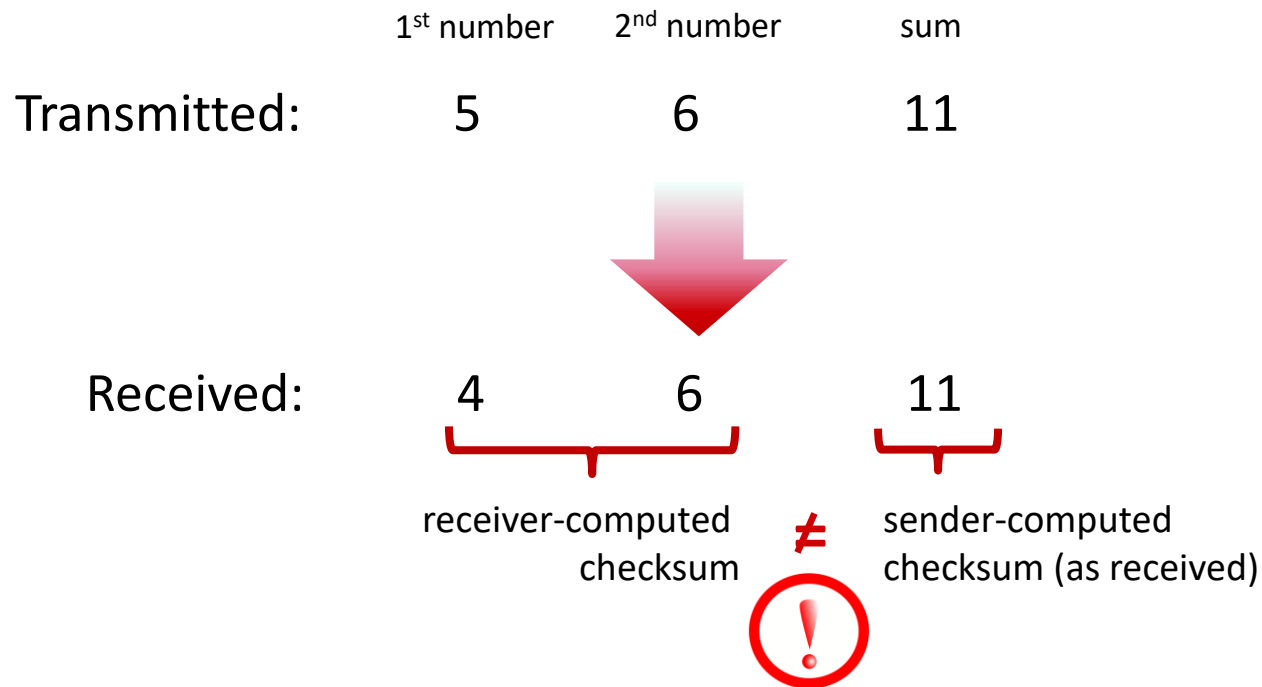 1st number 2nd number sum
Transmitted: 5 6 11
Received: 4 6 11
receiver-computed ≠ sender-computed
checksum checksum (as received)
!